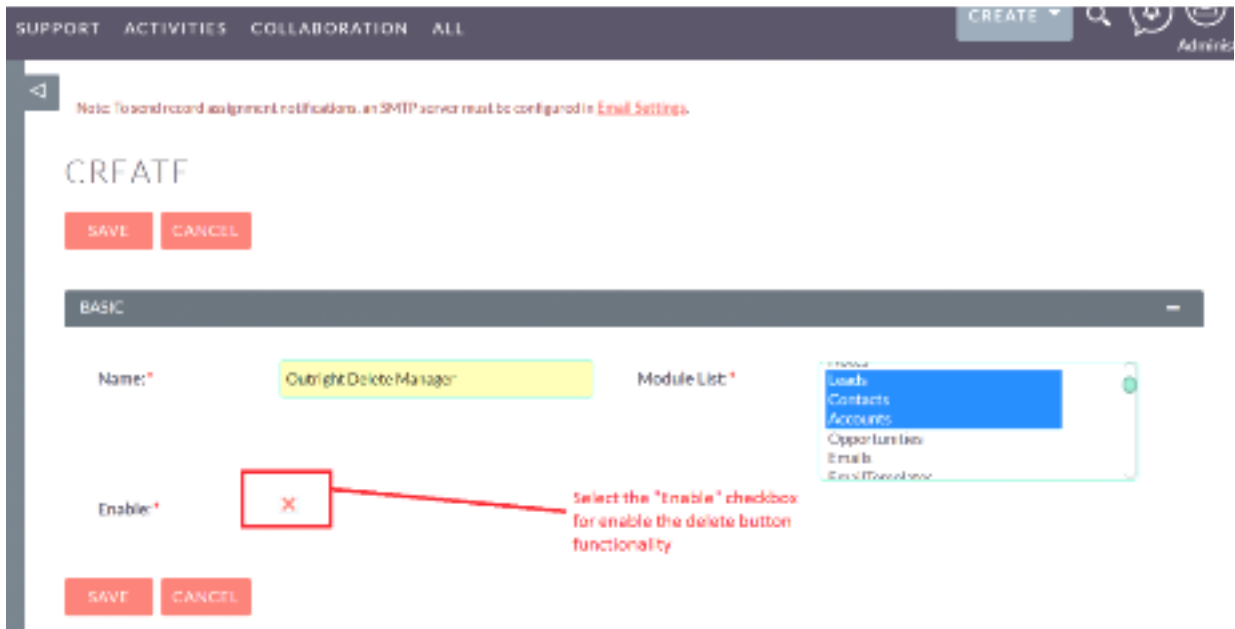 SUPPORT ACTIVITIES COLLABORATION ALL
CREATE
Note: To send record assignment notifications, an SMTP server must be configured in Email Settings.
CREATE
SAVE CANCEL
BASIC
Name:* Outright Delete Manager Module List:*
Leads
Contacts
Accounts
Opportunities
Emails
Enable:*
Select the "Enable" checkbox
for enable the delete button
functionality
SAVE CANCEL